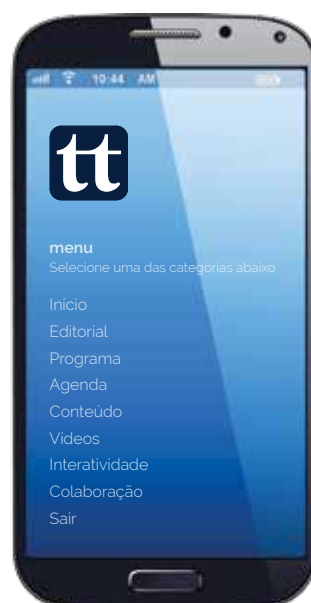 10:44 AM
tt
menu
Selecione uma das categorias abaixo
Início
Editorial
Programa
Agenda
Conteúdo
Vídeos
Interatividade
Colaboração
Sair